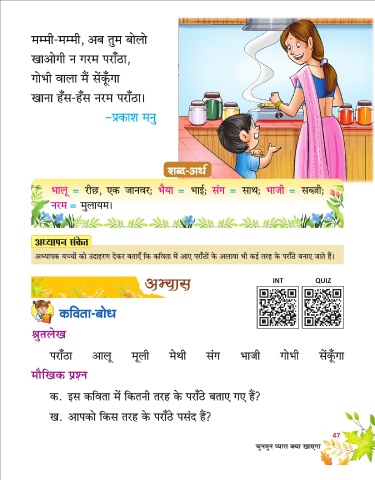 मम्मी-मम्मी, अब तुम बोलो
खाओगी न गरम पराँठा,
गोभी वाला मैं सेंकूँगा
खाना हँस-हँस नरम पराँठा।
–प्रकाश मनु
शब्द-अर्थ
भालू = रीछ, एक जानवर; भैया = भाई; संग = साथ; भाजी = सब्ज़ी;
नरम = मुलायम।
अध्यापन संकेत
अध्यापक बच्चों को उदाहरण देकर बताएँ कि कविता में आए पराँठों के अलावा भी कई तरह के पराँठे बनाए जाते हैं।
अभ्यास
INT QUIZ
कविता-बोध
श्रुतलेख
पराँठा आलू मूली मेथी संग भाजी गोभी सेंकूँगा
मौखिक प्रश्न
क. इस कविता में कितनी तरह के पराँठे बताए गए हैं?
ख. आपको किस तरह के पराँठे पसंद हैं?
47
चुनमुन प्यारा क्या खाएगा